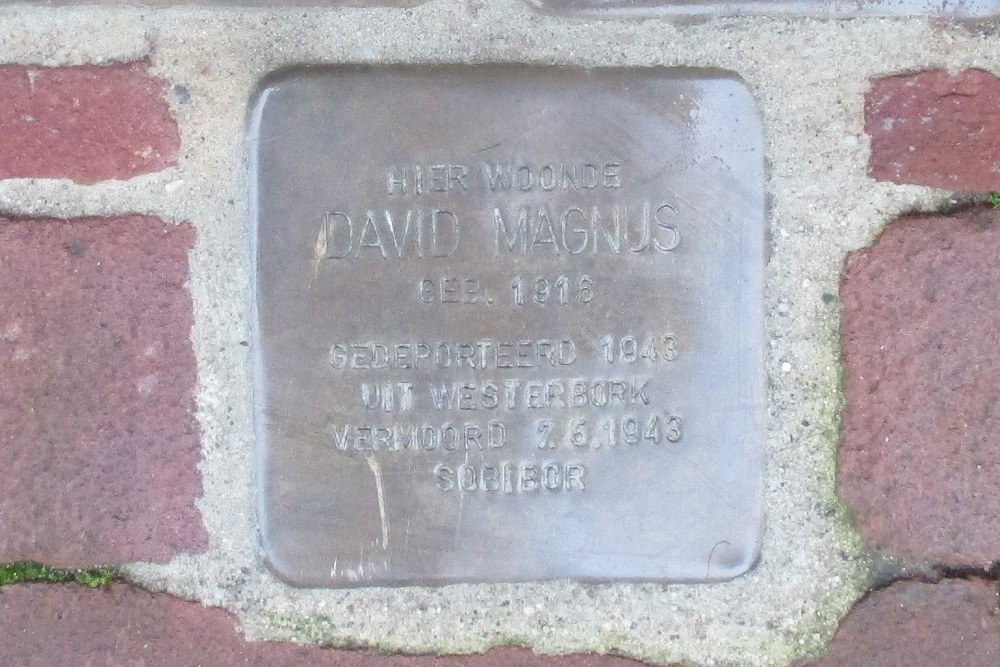 HIER WOONDE
DAVID MAGNUS
GEB. 1916
GEDEPORTEERD 1943
UIT WESTERBORK
VERMOORD 7.5.1943
SOBIBOR